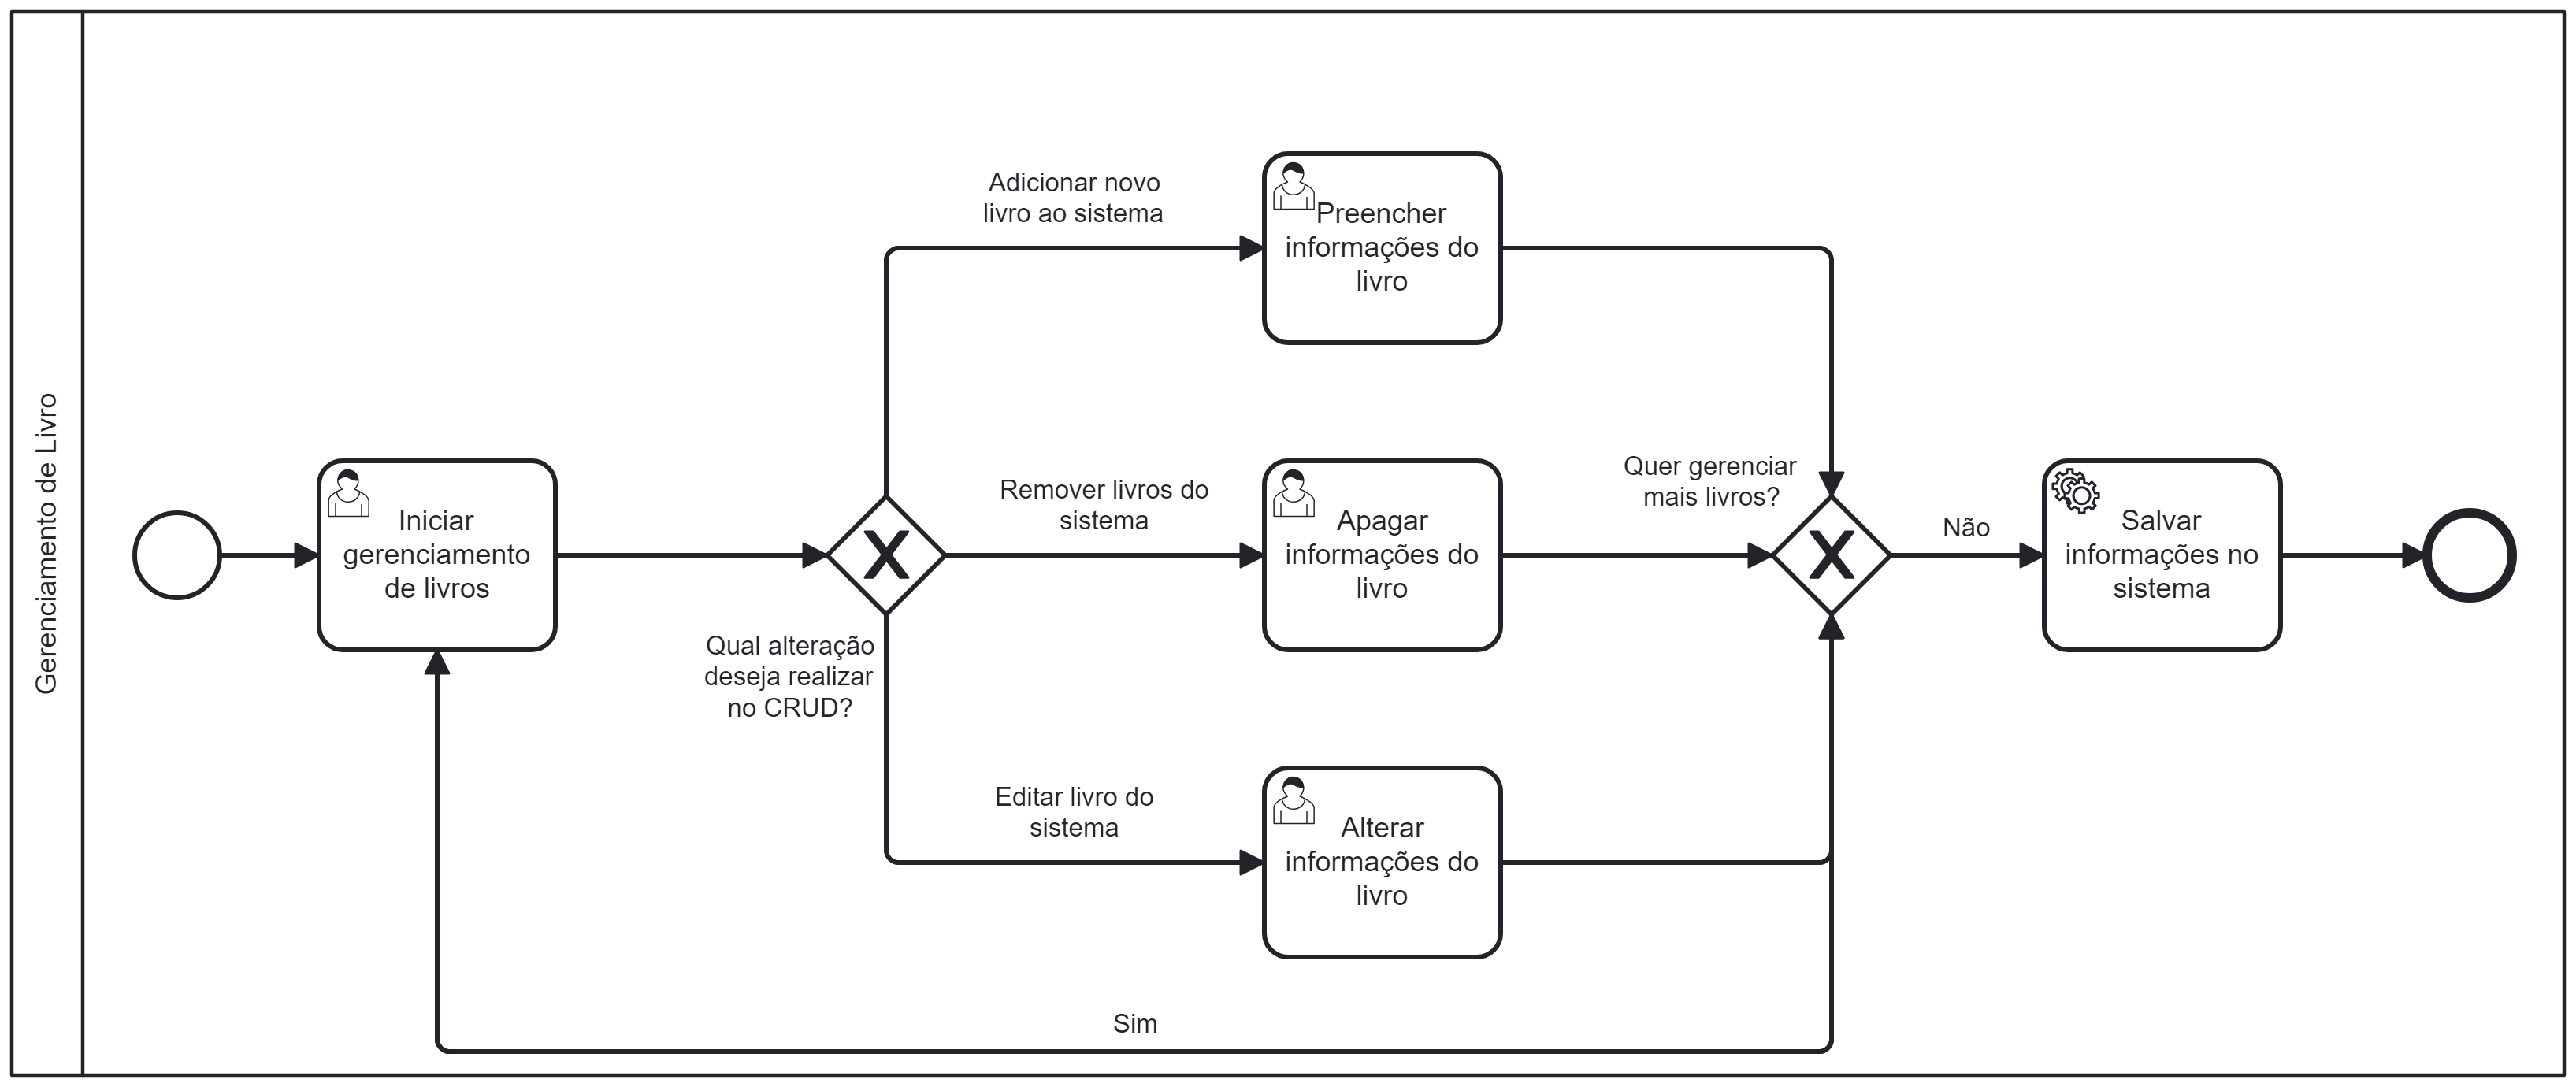 Gerenciamento de Livro
Iniciar
gerenciamento
de livros
Qual alteração
deseja realizar
no CRUD?
Adicionar novo
livro ao sistema
Preencher
informações do
livro
Remover livros do
sistema
Apagar
informações do
livro
Editar livro do
sistema
Alterar
informações do
livro
Quer gerenciar
mais livros?
Não
Salvar
informações no
sistema
Sim